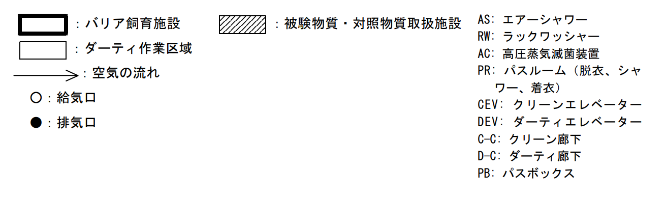 ：バリア飼育施設
：ダーティ作業区域
：空気の流れ
○：給気口
●：排気口
：被験物質・対照物質取扱施設
AS: エアーシャワー
RW: ラックワッシャー
AC: 高圧蒸気滅菌装置
PR: パスルーム（脱衣、シャ
ワー、着衣）
CEV: クリーンエレベーター
DEV: ダーティエレベーター
C-C: クリーン廊下
D-C: ダーティ廊下
PB: パスボックス